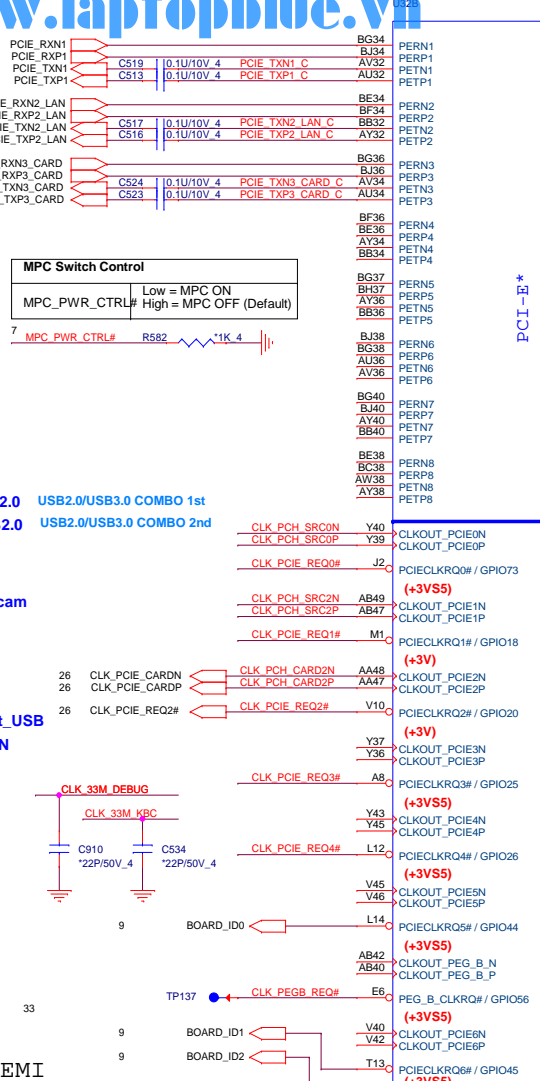 w.laptopblue.vn
U32B
PCIE_RXN1 BG34 PERN1
PCIE_RXP1 BJ34 PERP1
PCIE_TXN1 C519 0.1U/10V_4 PCIE_TXN1_C AV32 PETN1
PCIE_TXP1 C513 0.1U/10V_4 PCIE_TXP1_C AU32 PETP1
E_RXN2_LAN BE34 PERN2
IE_RXP2_LAN BF34 PERP2
IE_TXN2_LAN C517 0.1U/10V_4 PCIE_TXN2_LAN_C BB32 PETN2
IE_TXP2_LAN C516 0.1U/10V_4 PCIE_TXP2_LAN_C AY32 PETP2
RXN3_CARD BG36 PERN3
_RXP3_CARD BJ36 PERP3
_TXN3_CARD C524 0.1U/10V_4 PCIE_TXN3_CARD_C AV34 PETN3
_TXP3_CARD C523 0.1U/10V_4 PCIE_TXP3_CARD_C AU34 PETP3
BF36 PERN4
BE36 PERP4
AY34 PETN4
BB34 PETP4
MPC Switch Control
MPC_PWR_CTRL# Low = MPC ON
High = MPC OFF (Default)
BG37 PERN5
BH37 PERP5
AY36 PETN5
BB36 PETP5
PCI-E*
7 MPC_PWR_CTRL# R582 *1K_4
BJ38 PERN6
BG38 PERP6
AU36 PETN6
AV36 PETP6
BG40 PERN7
BJ40 PERP7
AY40 PETN7
BB40 PETP7
BE38 PERN8
BC38 PERP8
AW38 PETN8
AY38 PETP8
2.0 USB2.0/USB3.0 COMBO 1st
B2.0 USB2.0/USB3.0 COMBO 2nd
CLK_PCH_SRC0N Y40 CLKOUT_PCIE0N
CLK_PCH_SRC0P Y39 CLKOUT_PCIE0P
CLK_PCIE_REQ0# J2 PCIECLKRQ0# / GPIO73
(+3VS5)
cam
CLK_PCH_SRC2N AB49 CLKOUT_PCIE1N
CLK_PCH_SRC2P AB47 CLKOUT_PCIE1P
CLK_PCIE_REQ1# M1 PCIECLKRQ1# / GPIO18
(+3V)
26 CLK_PCIE_CARDN CLK_PCH_CARD2N AA48 CLKOUT_PCIE2N
26 CLK_PCIE_CARDP CLK_PCH_CARD2P AA47 CLKOUT_PCIE2P
26 CLK_PCIE_REQ2# CLK_PCIE_REQ2# V10 PCIECLKRQ2# / GPIO20
t_USB
(+3V)
N
Y37 CLKOUT_PCIE3N
Y36 CLKOUT_PCIE3P
CLK_PCIE_REQ3# A8 PCIECLKRQ3# / GPIO25
(+3VS5)
CLK_33M_DEBUG
CLK_33M_KBC
Y43 CLKOUT_PCIE4N
Y45 CLKOUT_PCIE4P
CLK_PCIE_REQ4# L12 PCIECLKRQ4# / GPIO26
C910 C534
*22P/50V_4 *22P/50V_4
(+3VS5)
V45 CLKOUT_PCIE5N
V46 CLKOUT_PCIE5P
9 BOARD_ID0 L14 PCIECLKRQ5# / GPIO44
(+3VS5)
AB42 CLKOUT_PEG_B_N
AB40 CLKOUT_PEG_B_P
TP137 CLK_PEGB_REQ# E6 PEG_B_CLKRQ# / GPIO56
33
(+3VS5)
9 BOARD_ID1 V40 CLKOUT_PCIE6N
V42 CLKOUT_PCIE6P
9 BOARD_ID2
EMI
T13 PCIECLKRQ6# / GPIO45
(+3VS5)